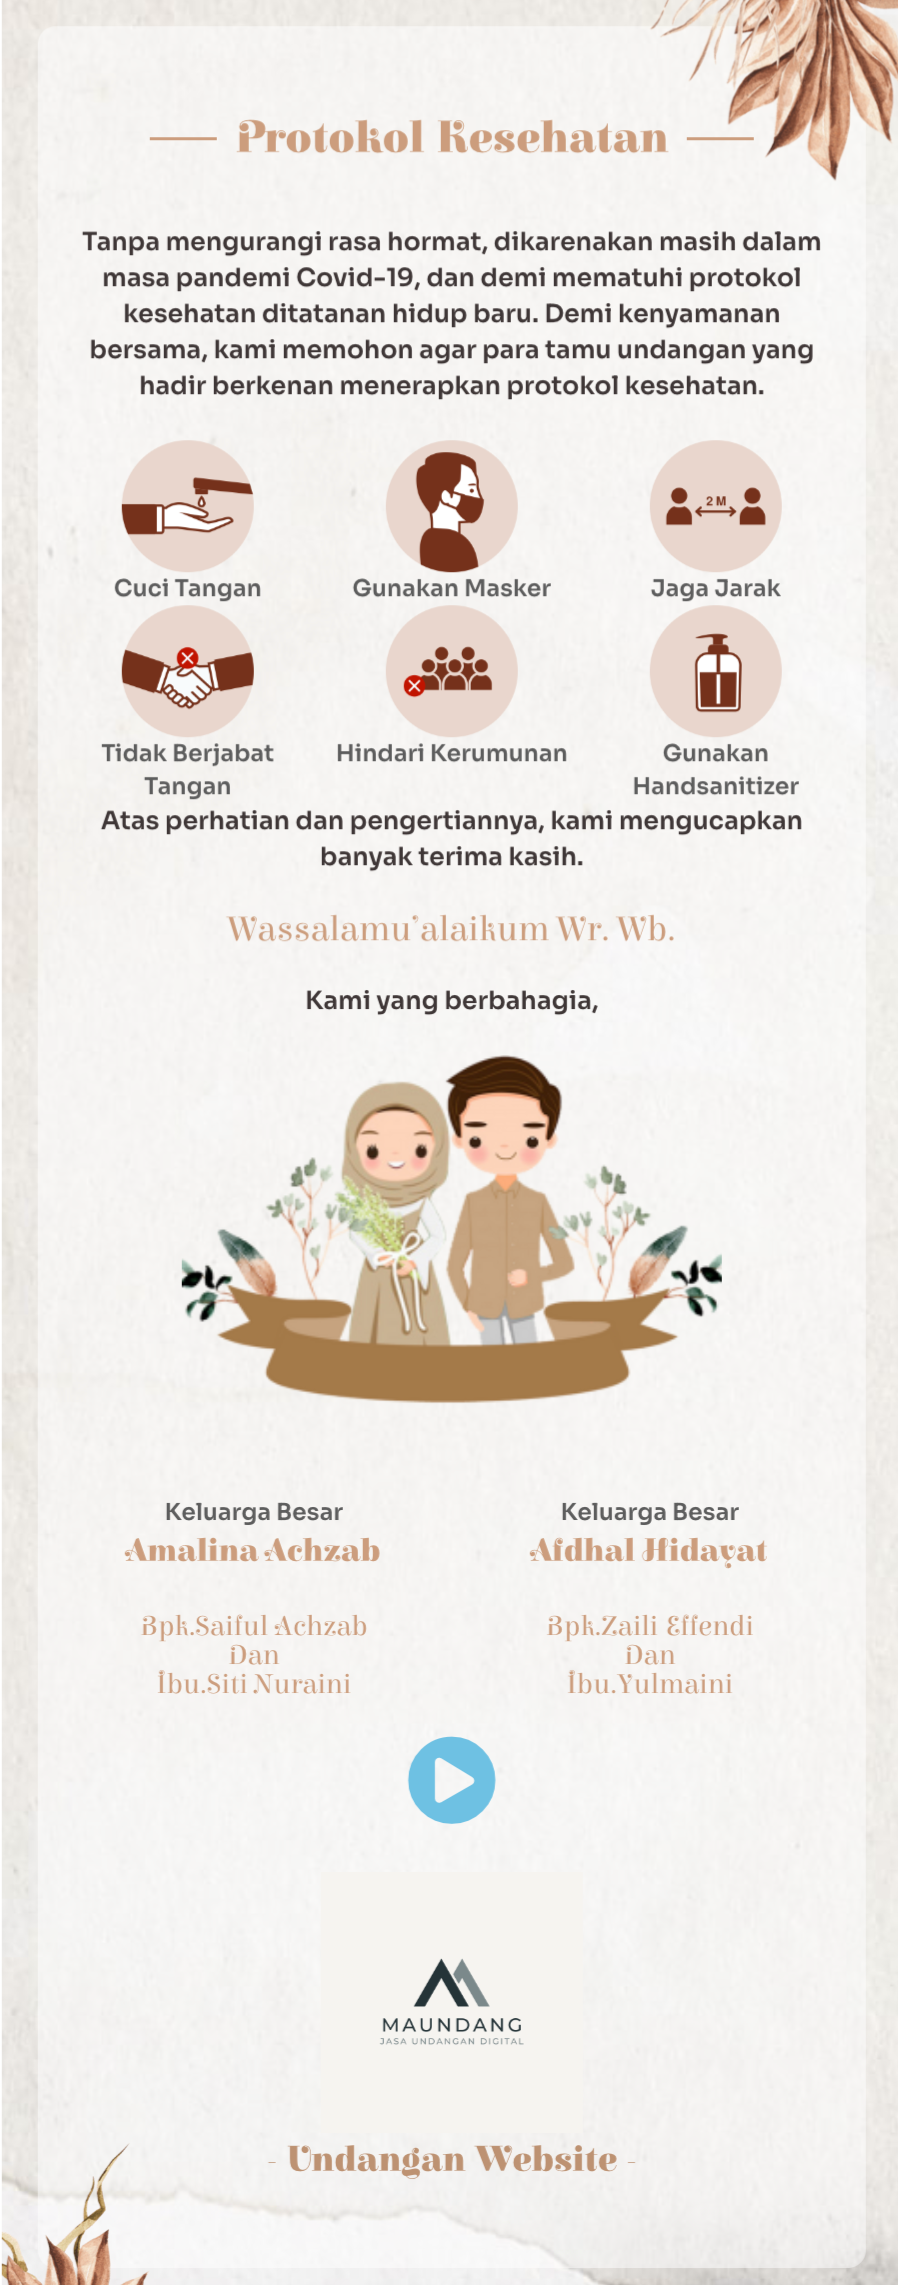 Protokol Kesehatan
Tanpa mengurangi rasa hormat, dikarenakan masih dalam
masa pandemi Covid-19, dan demi mematuhi protokol
kesehatan ditatanan hidup baru. Demi kenyamanan
bersama, kami memohon agar para tamu undangan yang
hadir berkenan menerapkan protokol kesehatan.
2 M
Cuci Tangan
Gunakan Masker
Jaga Jarak
Tidak Berjabat
Tangan
Hindari Kerumunan
Gunakan
Handsanitizer
Atas perhatian dan pengertiannya, kami mengucapkan
banyak terima kasih.
Wassalamu'alaikum Wr. Wb.
Kami yang berbahagia,
Keluarga Besar
Amalina Achzab
Bpk.Saiful Achzab
Dan
Ibu.Siti Nuraini
Keluarga Besar
Afdhal Hidayat
Bpk.Zaili Effendi
Dan
Ibu.Yulmaini
MAUNDANG
JASA UNDANGAN DIGITAL
- Undangan Website -